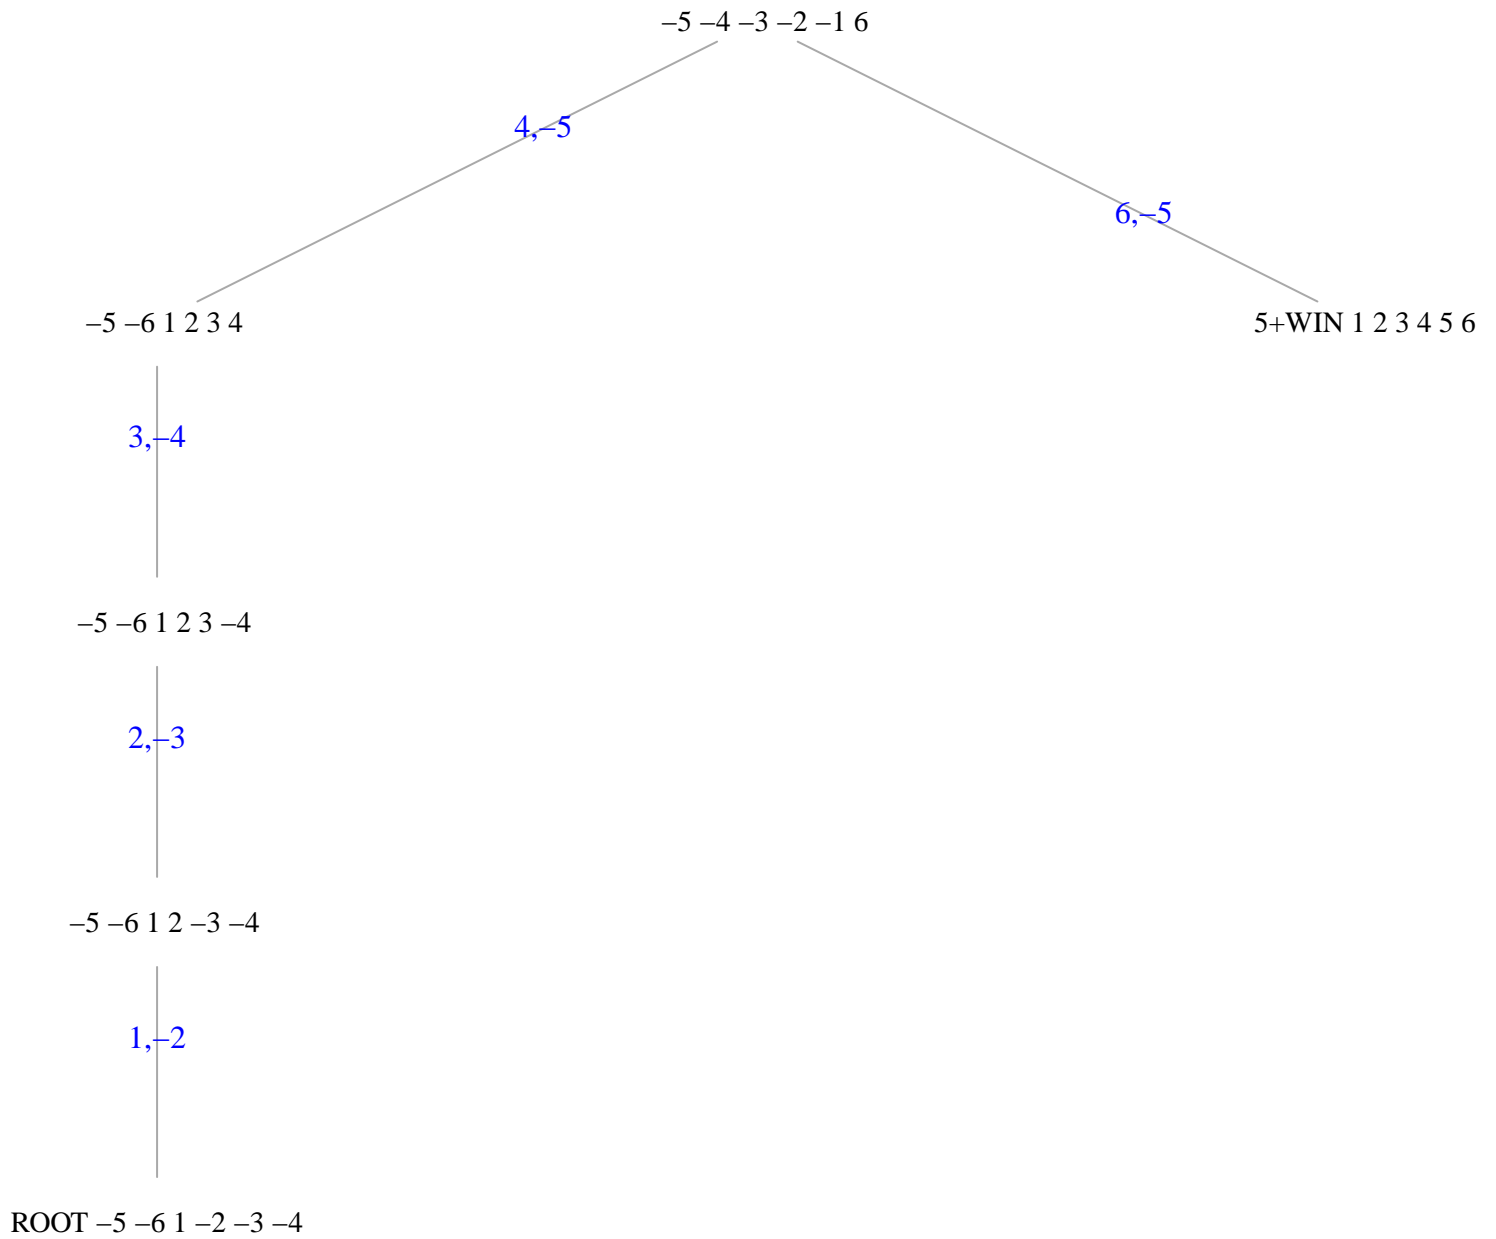 –5 –4 –3 –2 –1 6
4,–5
6,–5
–5 –6 1 2 3 4
5+WIN 1 2 3 4 5 6
3,–4
–5 –6 1 2 3 –4
2,–3
–5 –6 1 2 –3 –4
1,–2
ROOT –5 –6 1 –2 –3 –4